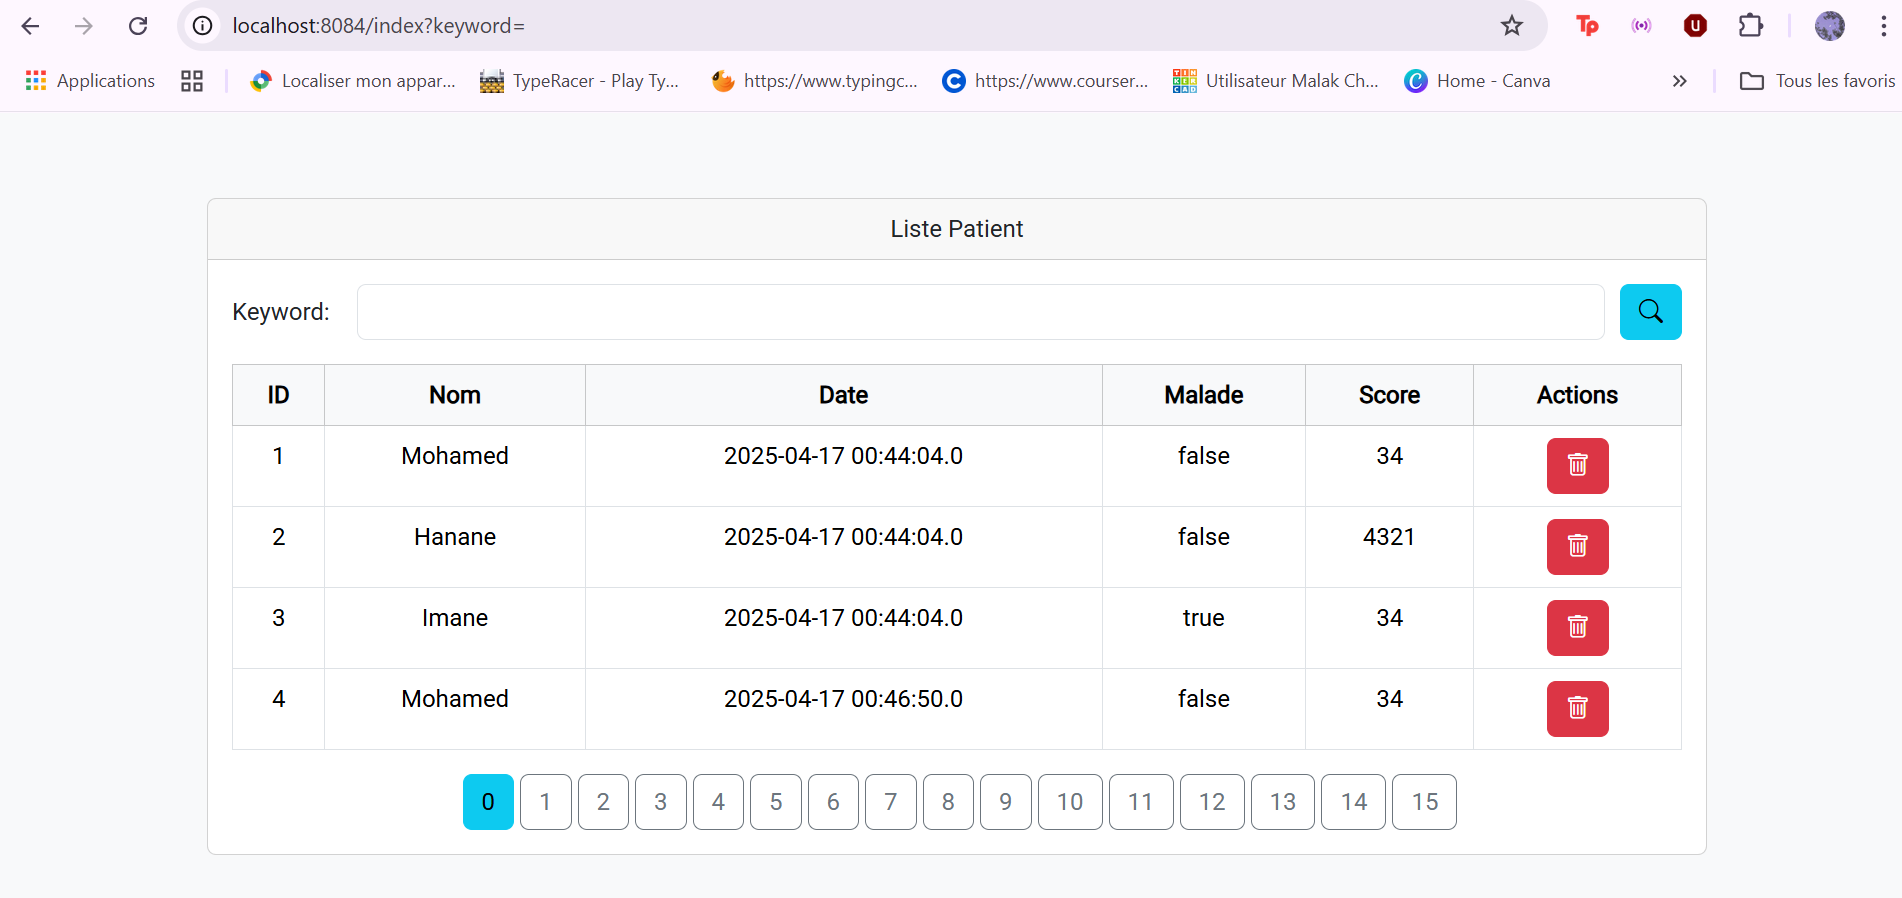 localhost:8084/index?keyword=
Tp
Applications
Localiser mon appar...
TypeRacer - Play Ty...
https://www.typingc...
https://www.courser...
Utilisateur Malak Ch...
Home - Canva
Tous les favoris
Liste Patient
Keyword:
ID Nom Date Malade Score Actions
1 Mohamed 2025-04-17 00:44:04.0 false 34
2 Hanane 2025-04-17 00:44:04.0 false 4321
3 Imane 2025-04-17 00:44:04.0 true 34
4 Mohamed 2025-04-17 00:46:50.0 false 34
0 1 2 3 4 5 6 7 8 9 10 11 12 13 14 15